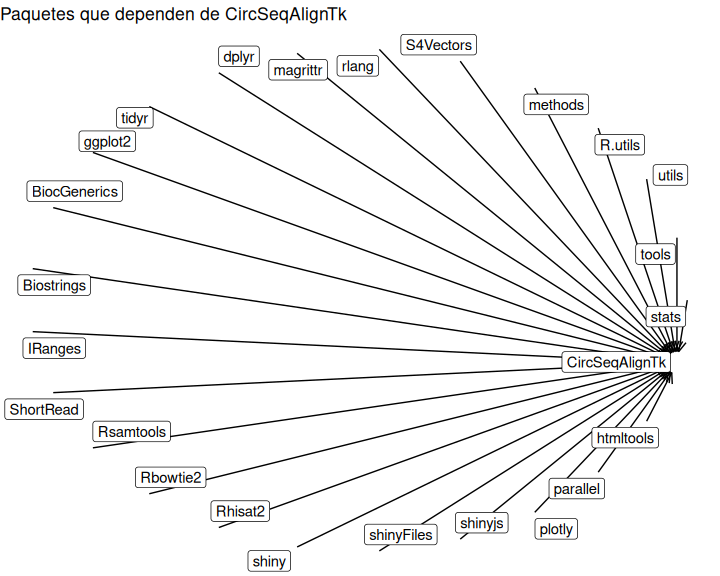 Paquetes que dependen de CircSeqAlignTk
S4Vectors
dplyr
magrittr
rlang
methods
tidyr
ggplot2
R.utils
utils
BiocGenerics
tools
Biostrings
stats
IRanges
CircSeqAlignTk
ShortRead
Rsamtools
htmltools
Rbowtie2
parallel
Rhisat2
shinyjs
plotly
shinyFiles
shiny